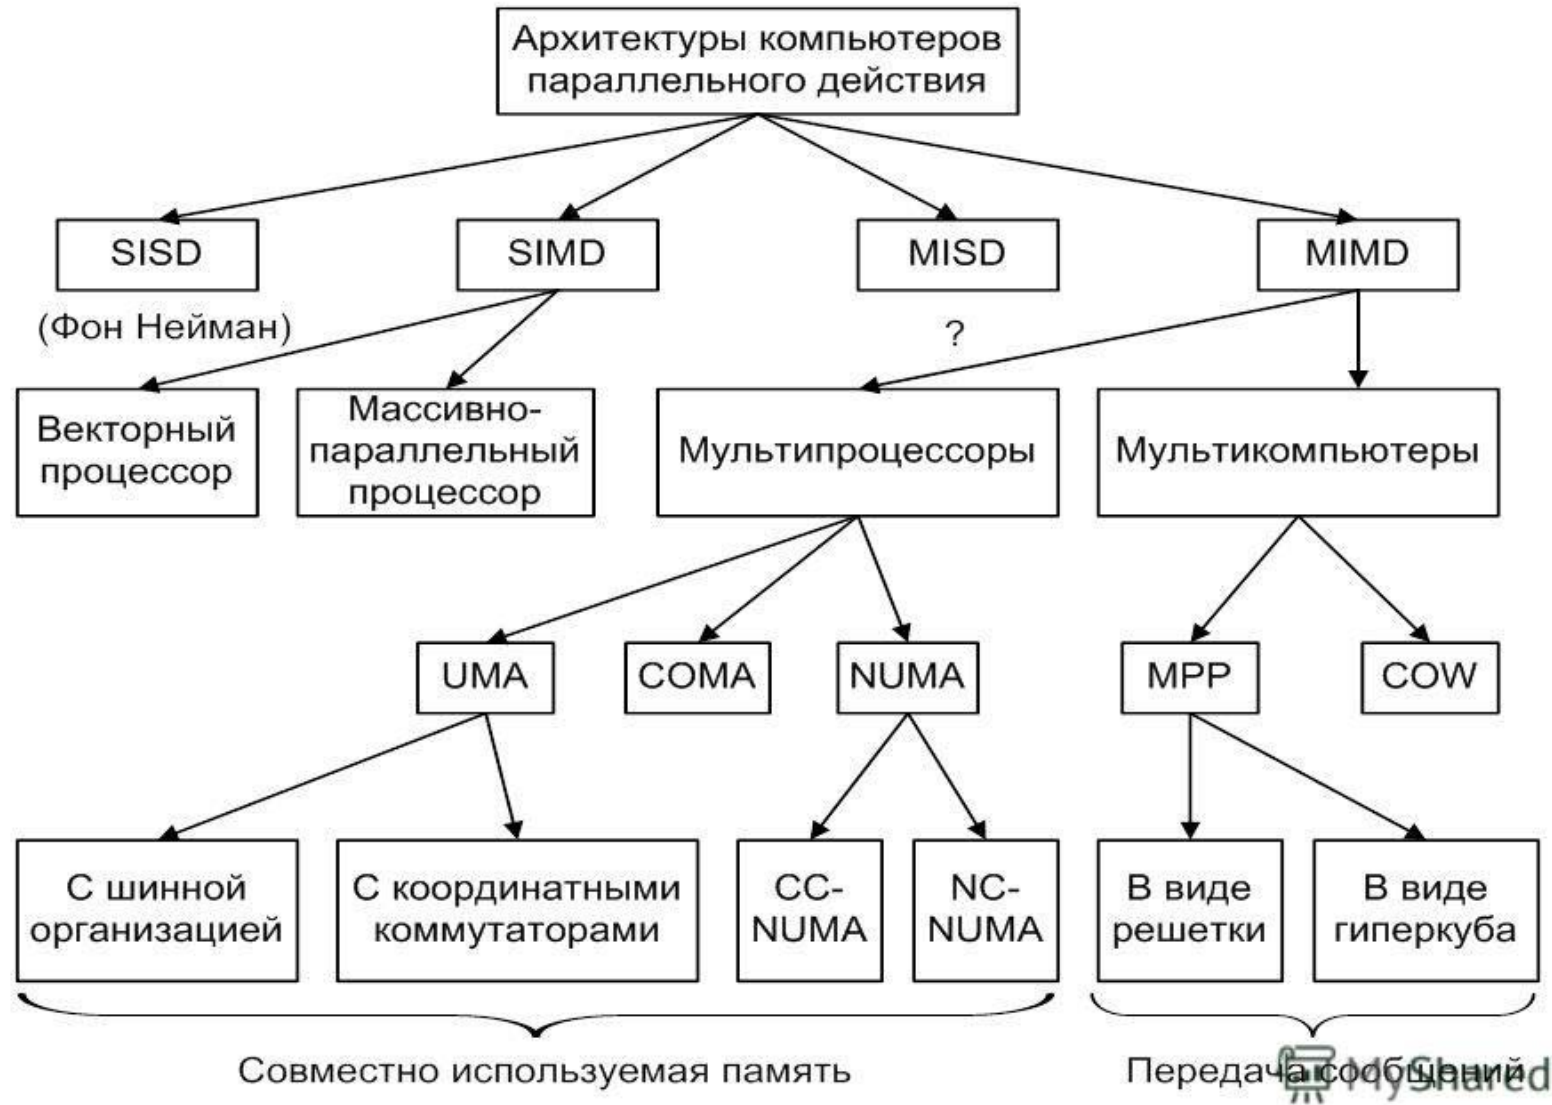 Архитектуры компьютеров
параллельного действия
SISD
SIMD
MISD
MIMD
(Фон Нейман)
?
Векторный
процессор
Массивно-
параллельный
процессор
Мультипроцессоры
Мультикомпьютеры
UMA
COMA
NUMA
MPP
COW
С шинной
организацией
С координатными
коммутаторами
CC-
NUMA
NC-
NUMA
В виде
решетки
В виде
гиперкуба
Совместно используемая память
Передача сообщений
MyShared